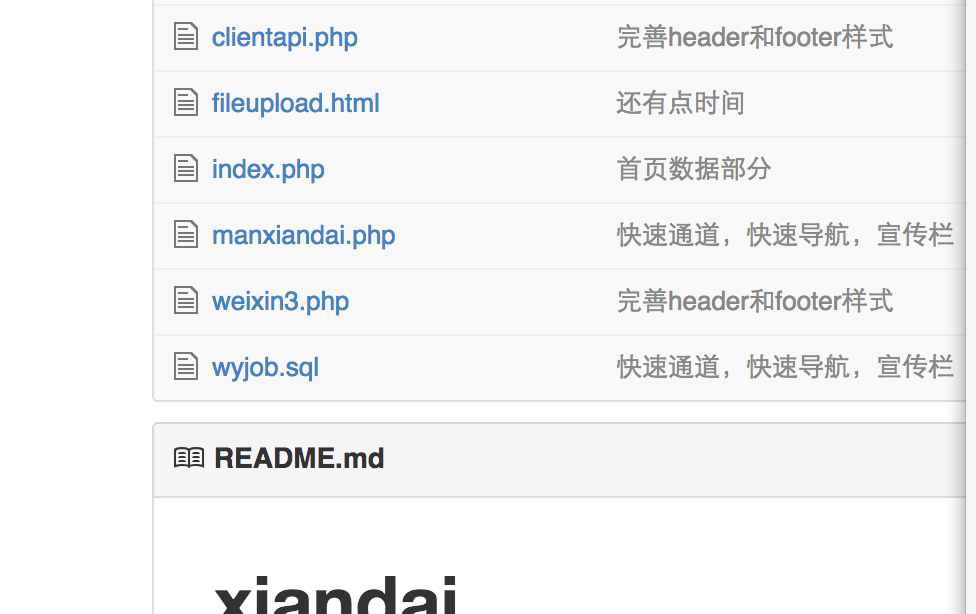 clientapi.php 完善header和footer样式
fileupload.html 还有点时间
index.php 首页数据部分
manxiandai.php 快速通道，快速导航，宣传栏
weixin3.php 完善header和footer样式
wyjob.sql 快速通道，快速导航，宣传栏
README.md
xiandai